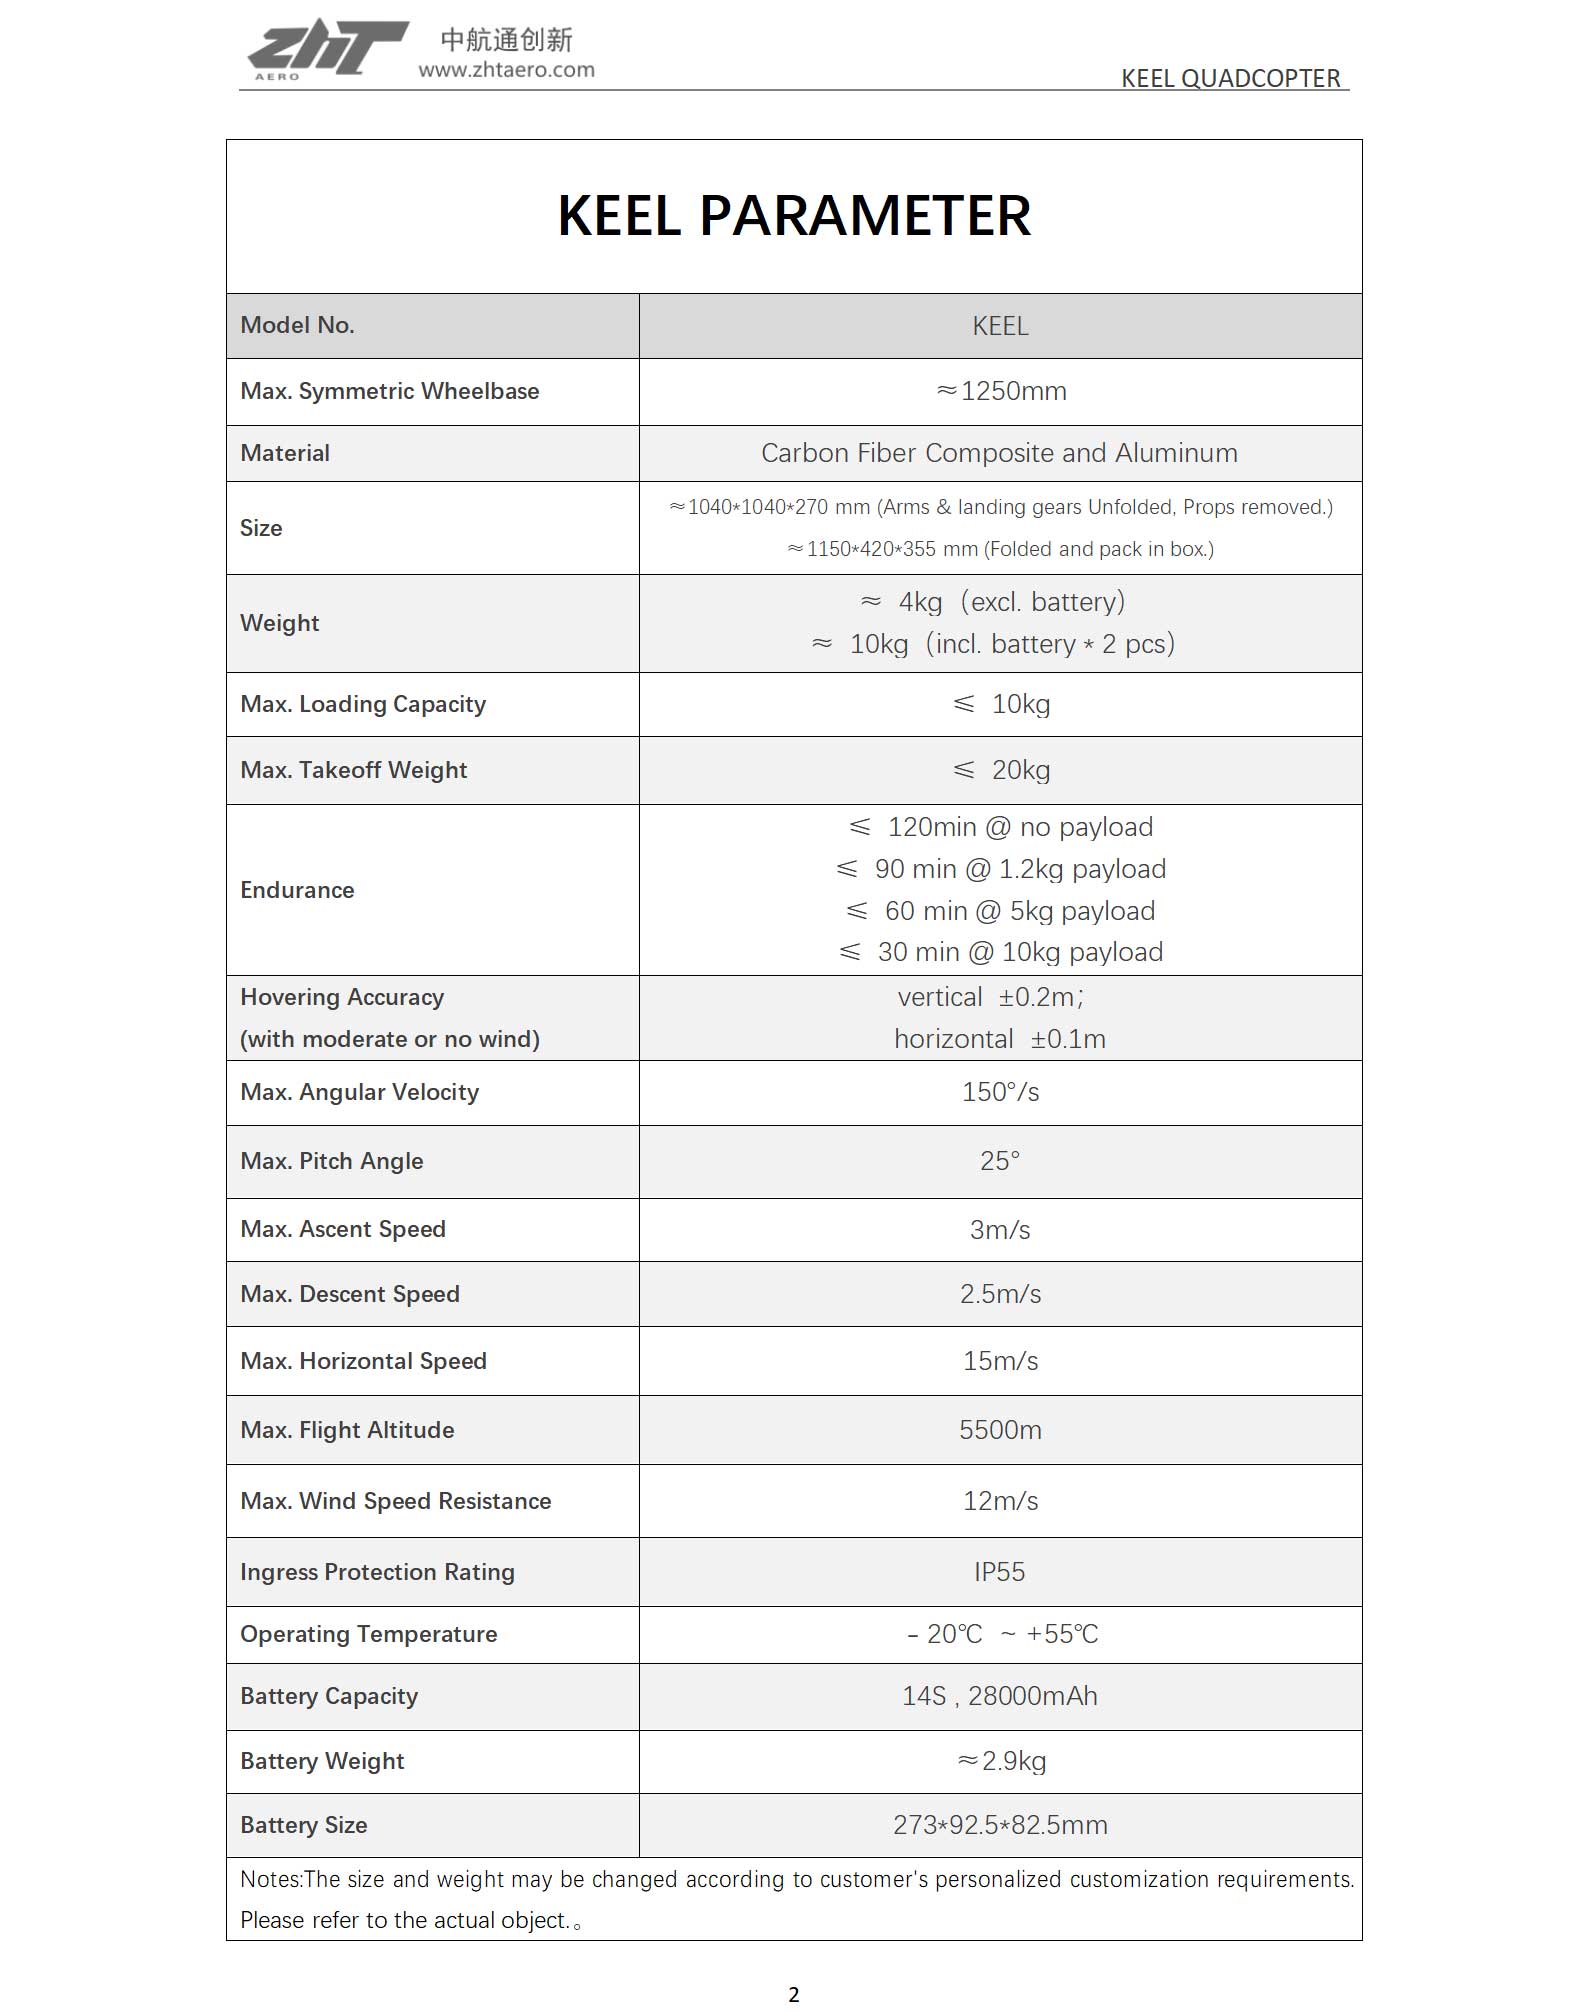 zhT
AERO
中航通创新
www.zhtaero.com
KEEL QUADCOPTER
KEEL PARAMETER
Model No. KEEL
Max. Symmetric Wheelbase ≈1250mm
Material Carbon Fiber Composite and Aluminum
Size ≈1040*1040*270 mm (Arms & landing gears Unfolded, Props removed.)
≈1150*420*355 mm (Folded and pack in box.)
Weight ≈ 4kg（excl. battery）
≈ 10kg（incl. battery * 2 pcs）
Max. Loading Capacity ≤ 10kg
Max. Takeoff Weight ≤ 20kg
Endurance ≤ 120min @ no payload
≤ 90 min @ 1.2kg payload
≤ 60 min @ 5kg payload
≤ 30 min @ 10kg payload
Hovering Accuracy vertical ±0.2m；
(with moderate or no wind) horizontal ±0.1m
Max. Angular Velocity 150°/s
Max. Pitch Angle 25°
Max. Ascent Speed 3m/s
Max. Descent Speed 2.5m/s
Max. Horizontal Speed 15m/s
Max. Flight Altitude 5500m
Max. Wind Speed Resistance 12m/s
Ingress Protection Rating IP55
Operating Temperature - 20℃ ~ +55℃
Battery Capacity 14S , 28000mAh
Battery Weight ≈2.9kg
Battery Size 273*92.5*82.5mm
Notes:The size and weight may be changed according to customer's personalized customization requirements.
Please refer to the actual object.。
2